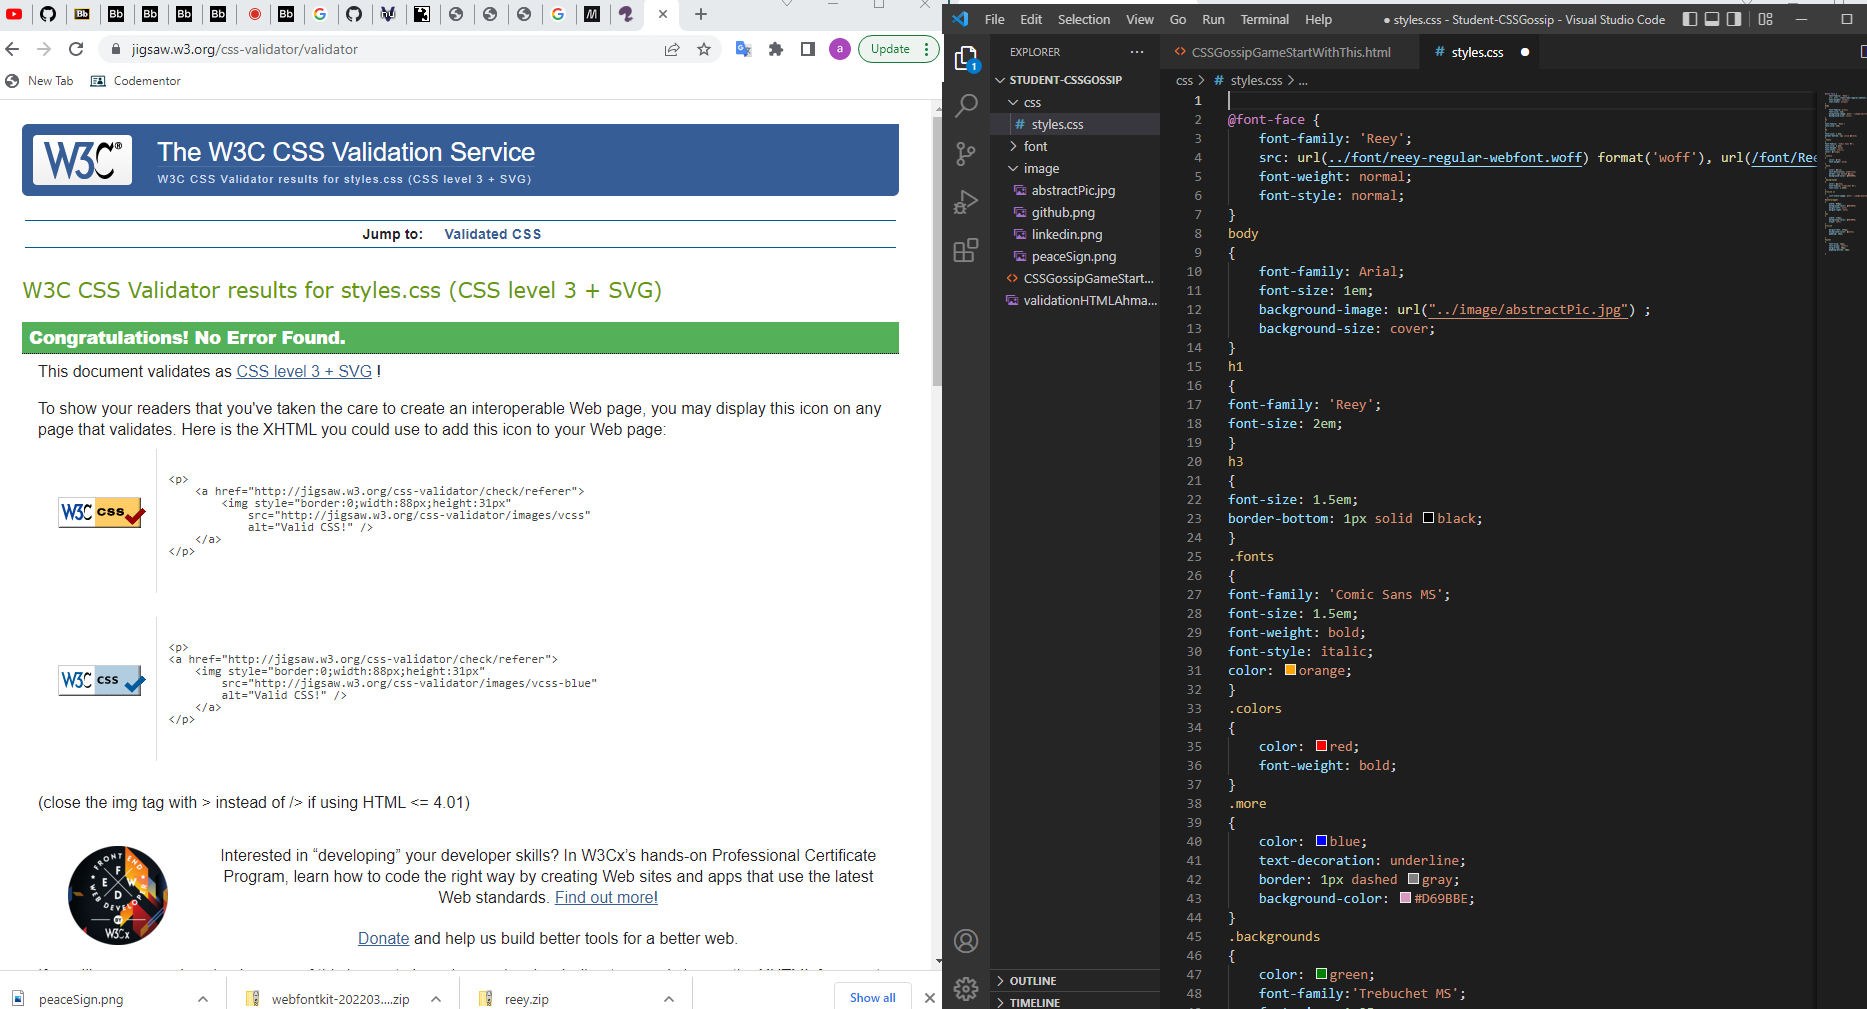 Bb
Bb
Bb
Bb
Bb
Bb
jigsaw.w3.org/css-validator/validator
a
Update
New Tab
Codementor
W3C®
The W3C CSS Validation Service
W3C CSS Validator results for styles.css (CSS level 3 + SVG)
Jump to: Validated CSS
W3C CSS Validator results for styles.css (CSS level 3 + SVG)
Congratulations! No Error Found.
This document validates as CSS level 3 + SVG !
To show your readers that you've taken the care to create an interoperable Web page, you may display this icon on any
page that validates. Here is the XHTML you could use to add this icon to your Web page:
W3C css
<p>
<a href="http://jigsaw.w3.org/css-validator/check/referer">
<img style="border:0;width:88px;height:31px"
src="http://jigsaw.w3.org/css-validator/images/vcss"
alt="Valid CSS!" />
</a>
</p>
W3C css
<p>
<a href="http://jigsaw.w3.org/css-validator/check/referer">
<img style="border:0;width:88px;height:31px"
src="http://jigsaw.w3.org/css-validator/images/vcss-blue"
alt="Valid CSS!" />
</a>
</p>
(close the img tag with > instead of /> if using HTML <= 4.01)
FRONT END
F
E W
D
WEB DEVELOPER
BY
W3Cx
Interested in “developing” your developer skills? In W3Cx’s hands-on Professional Certificate
Program, learn how to code the right way by creating Web sites and apps that use the latest
Web standards. Find out more!
Donate and help us build better tools for a better web.
peaceSign.png
webfontkit-202203....zip
reey.zip
Show all
File Edit Selection View Go Run Terminal Help
● styles.css - Student-CSSGossip - Visual Studio Code
1
EXPLORER ...
STUDENT-CSSGOSSIP
css
# styles.css
font
image
abstractPic.jpg
github.png
linkedin.png
peaceSign.png
<> CSSGossipGameStart...
validationHTMLAhma...
OUTLINE
TIMELINE
<> CSSGossipGameStartWithThis.html
# styles.css ●
css > # styles.css > ...
1
2 @font-face {
3 font-family: 'Reey';
4 src: url(../font/reey-regular-webfont.woff) format('woff'), url(/font/Ree
5 font-weight: normal;
6 font-style: normal;
7 }
8 body
9 {
10 font-family: Arial;
11 font-size: 1em;
12 background-image: url("../image/abstractPic.jpg") ;
13 background-size: cover;
14 }
15 h1
16 {
17 font-family: 'Reey';
18 font-size: 2em;
19 }
20 h3
21 {
22 font-size: 1.5em;
23 border-bottom: 1px solid black;
24 }
25 .fonts
26 {
27 font-family: 'Comic Sans MS';
28 font-size: 1.5em;
29 font-weight: bold;
30 font-style: italic;
31 color: orange;
32 }
33 .colors
34 {
35 color: red;
36 font-weight: bold;
37 }
38 .more
39 {
40 color: blue;
41 text-decoration: underline;
42 border: 1px dashed gray;
43 background-color: #D69BBE;
44 }
45 .backgrounds
46 {
47 color: green;
48 font-family:'Trebuchet MS';